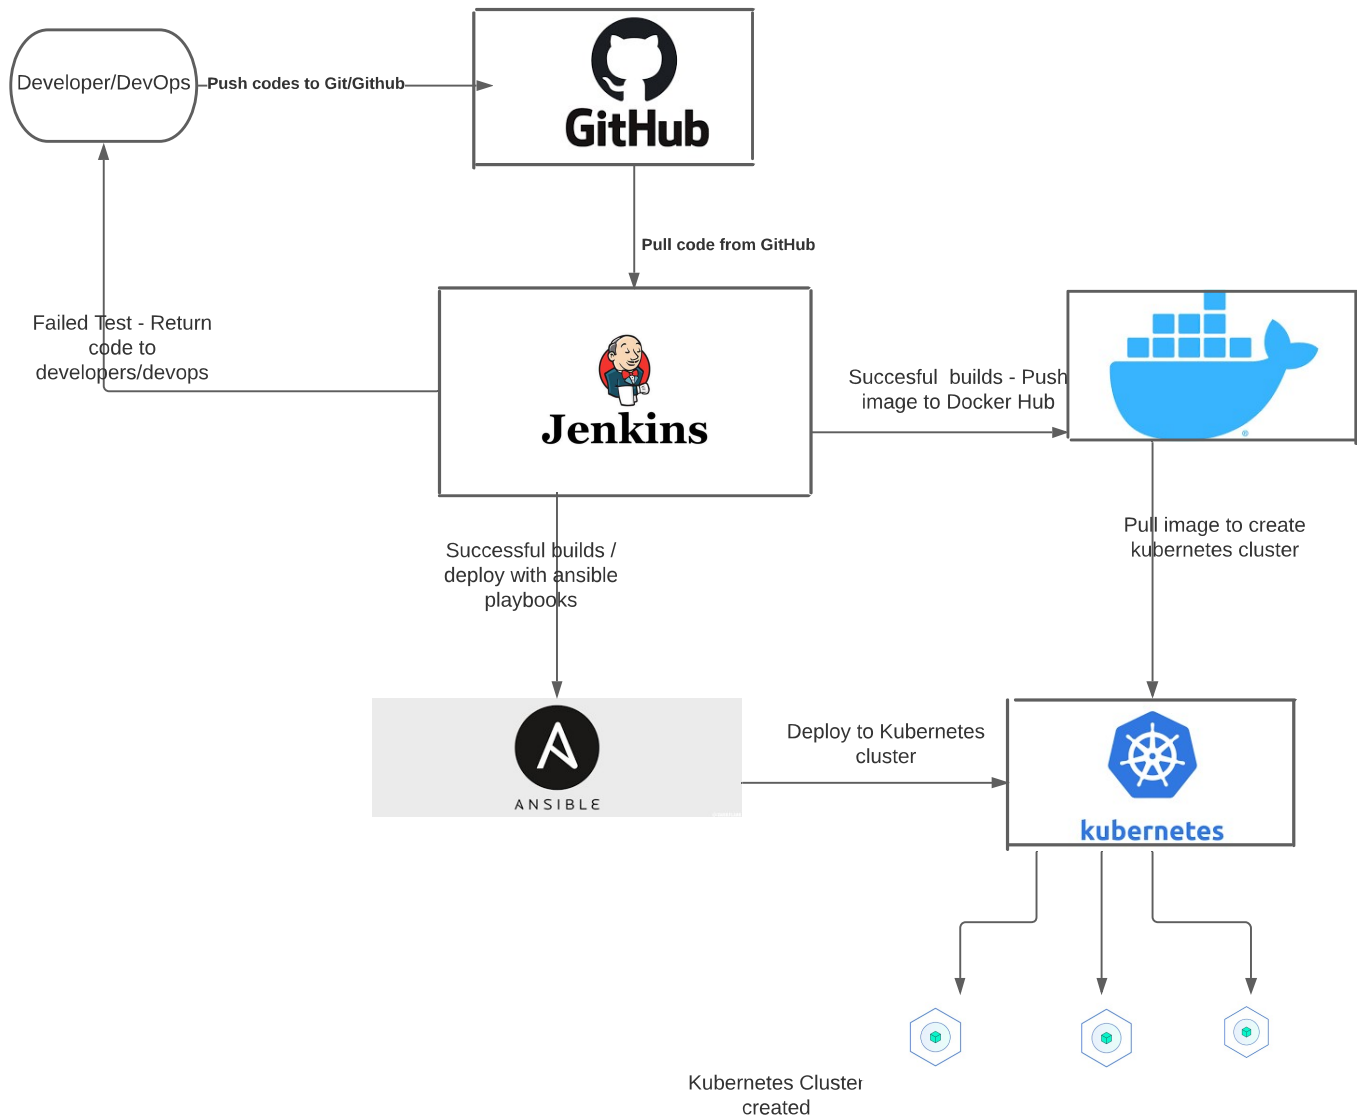 Developer/DevOps
Push codes to Git/Github
GitHub
Pull code from GitHub
Failed Test - Return
code to
developers/devops
Jenkins
Succesful builds - Push
image to Docker Hub
®
Successful builds /
deploy with ansible
playbooks
Pull image to create
kubernetes cluster
ANSIBLE
Deploy to Kubernetes
cluster
kubernetes
Kubernetes Cluster
created